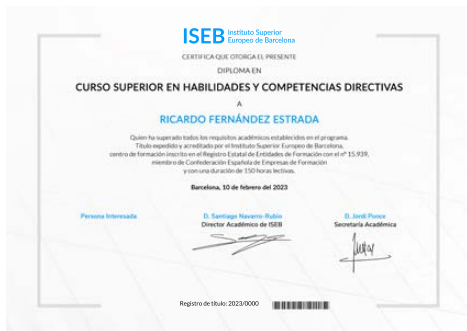 ISEB Instituto Superior
Europeo de Barcelona
CERTIFICA QUE OTORGA EL PRESENTE
DIPLOMA EN
CURSO SUPERIOR EN HABILIDADES Y COMPETENCIAS DIRECTIVAS
A
RICARDO FERNÁNDEZ ESTRADA
Quien ha superado todos los requisitos académicos establecidos en el programa.
Título expedido y acreditado por el Instituto Superior Europeo de Barcelona,
centro de formación inscrito en el Registro Estatal de Entidades de Formación con el nº 15.939,
miembro de Confederación Española de Empresas de Formación
y con una duración de 150 horas lectivas.
Barcelona, 10 de febrero del 2023
Persona Interesada
D. Santiago Navarro-Rubio
D. Jordi Ponce
Director Académico de ISEB
Secretaría Académica
Registro de título: 2023/0000